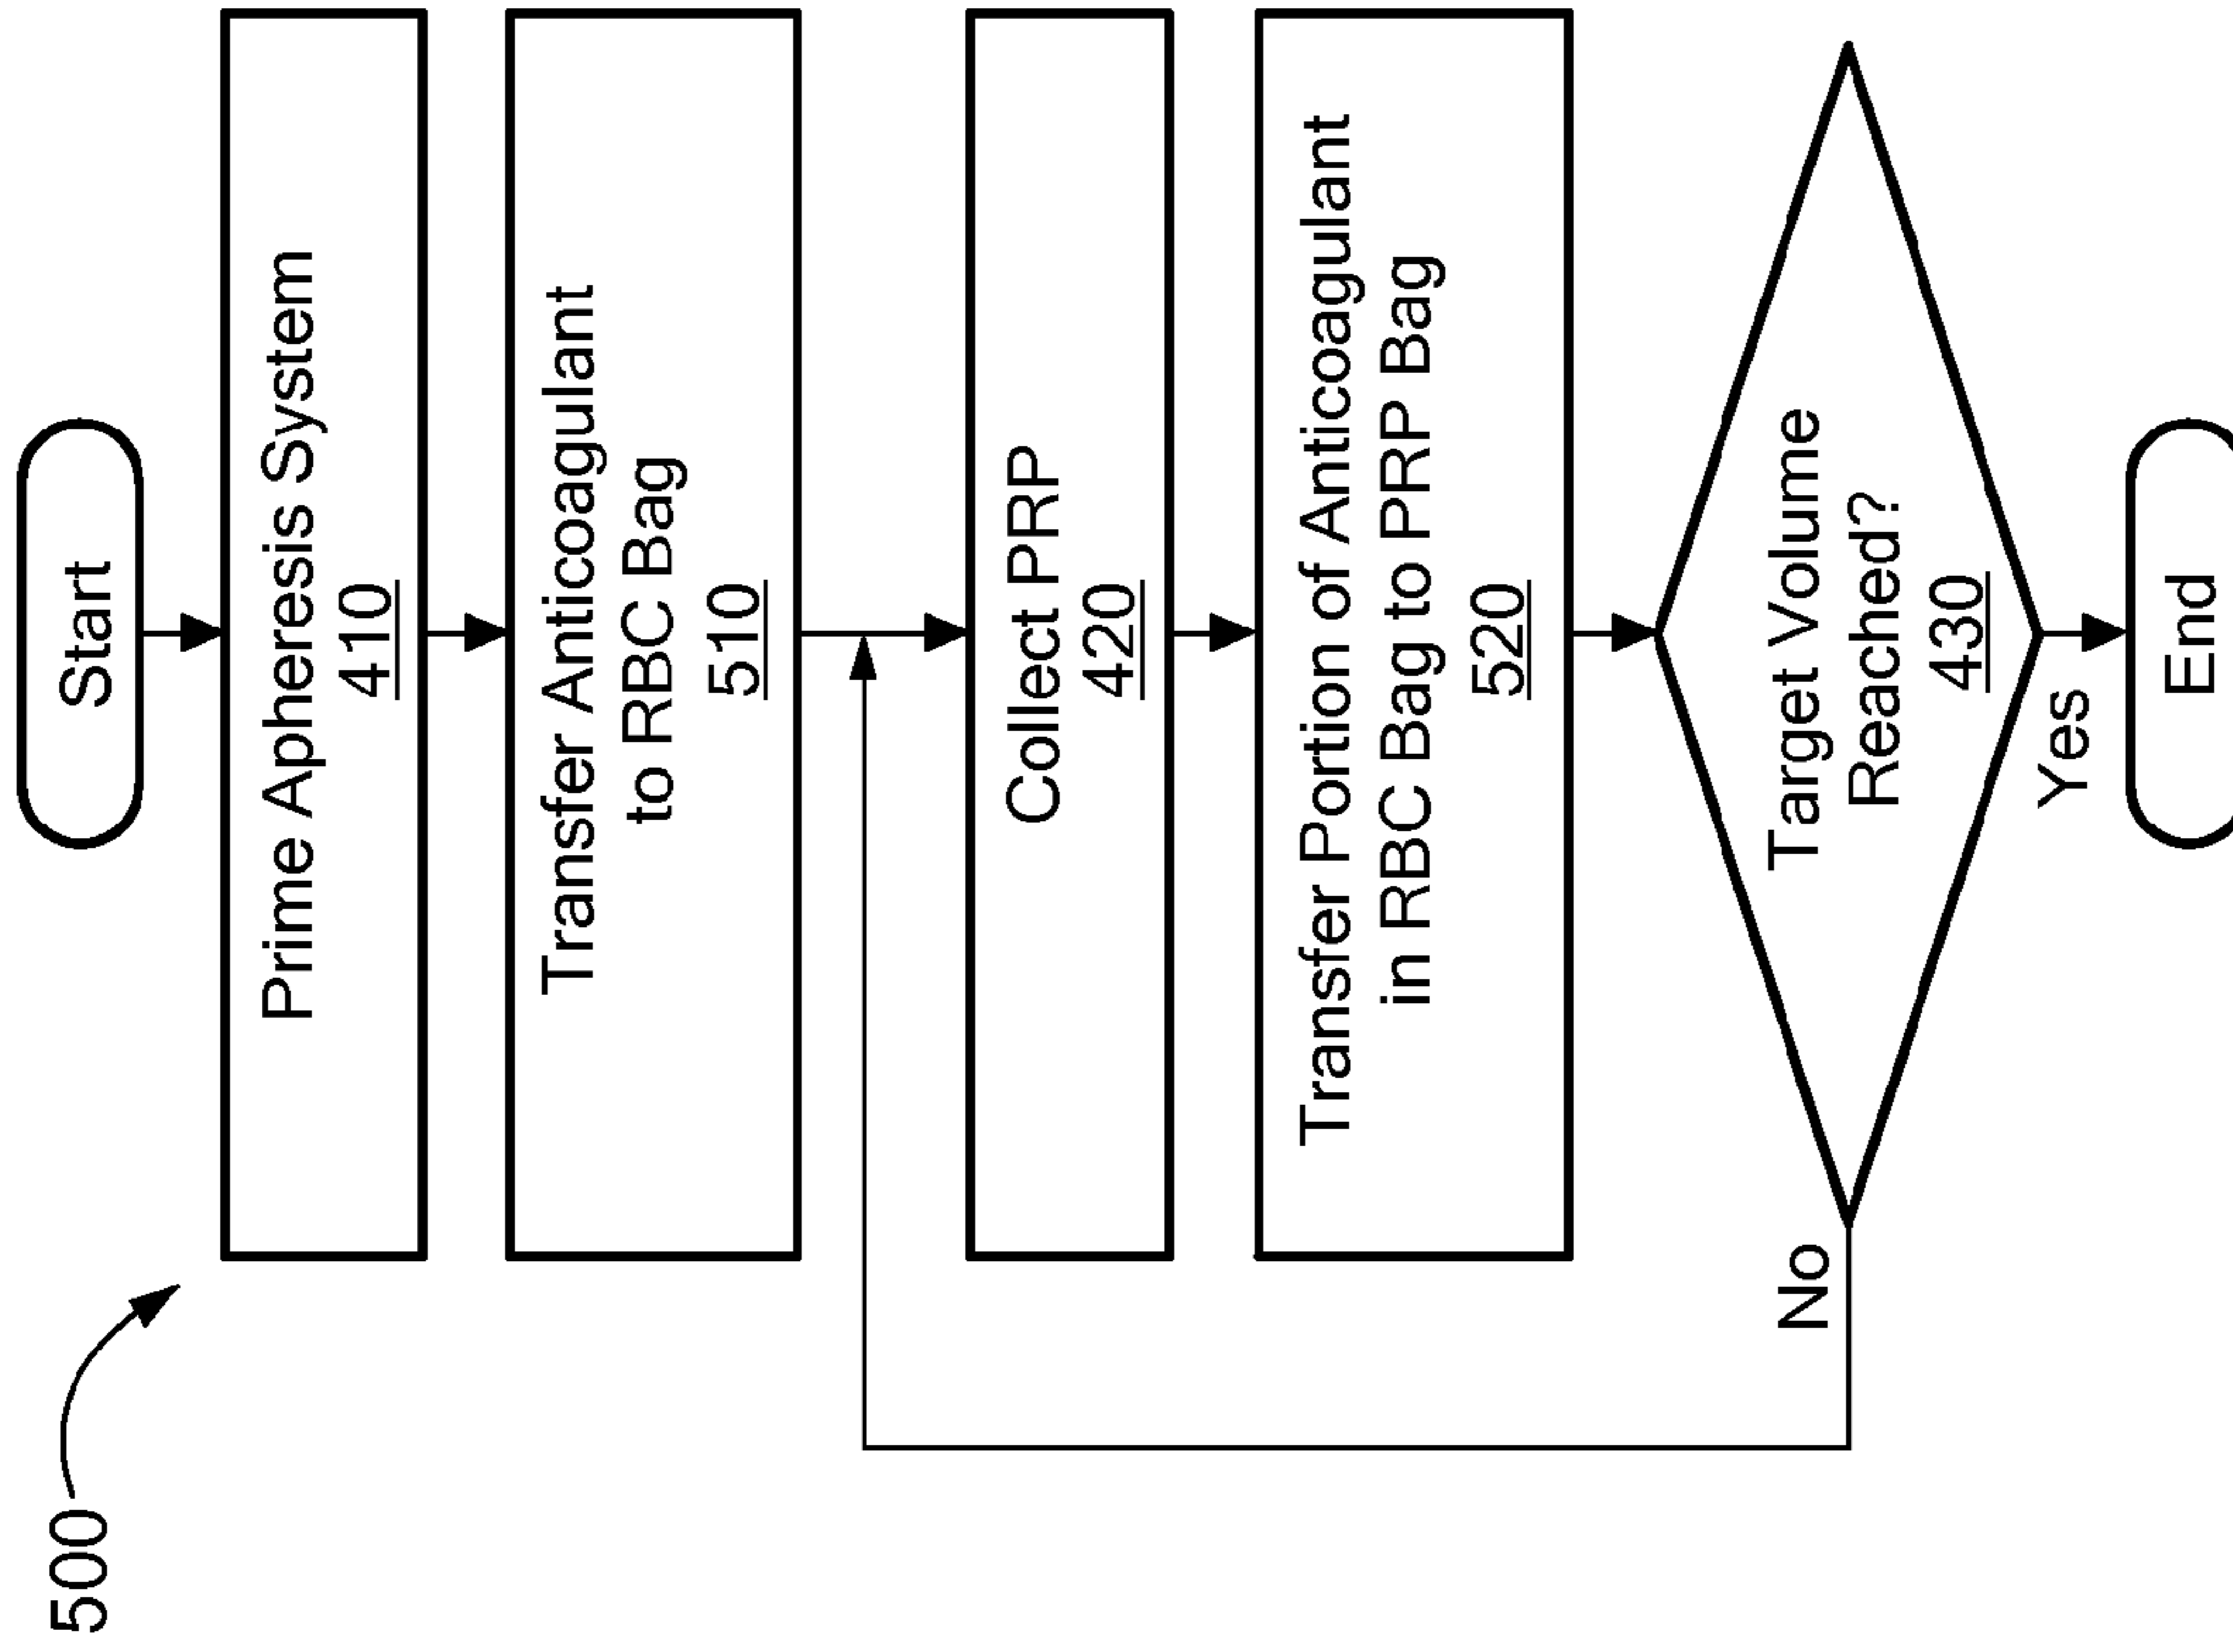 500
Start
Prime Apheresis System
410
Transfer Anticoagulant
to RBC Bag
510
Collect PRP
420
Transfer Portion of Anticoagulant
in RBC Bag to PRP Bag
520
Target Volume
Reached?
430
No
Yes
End